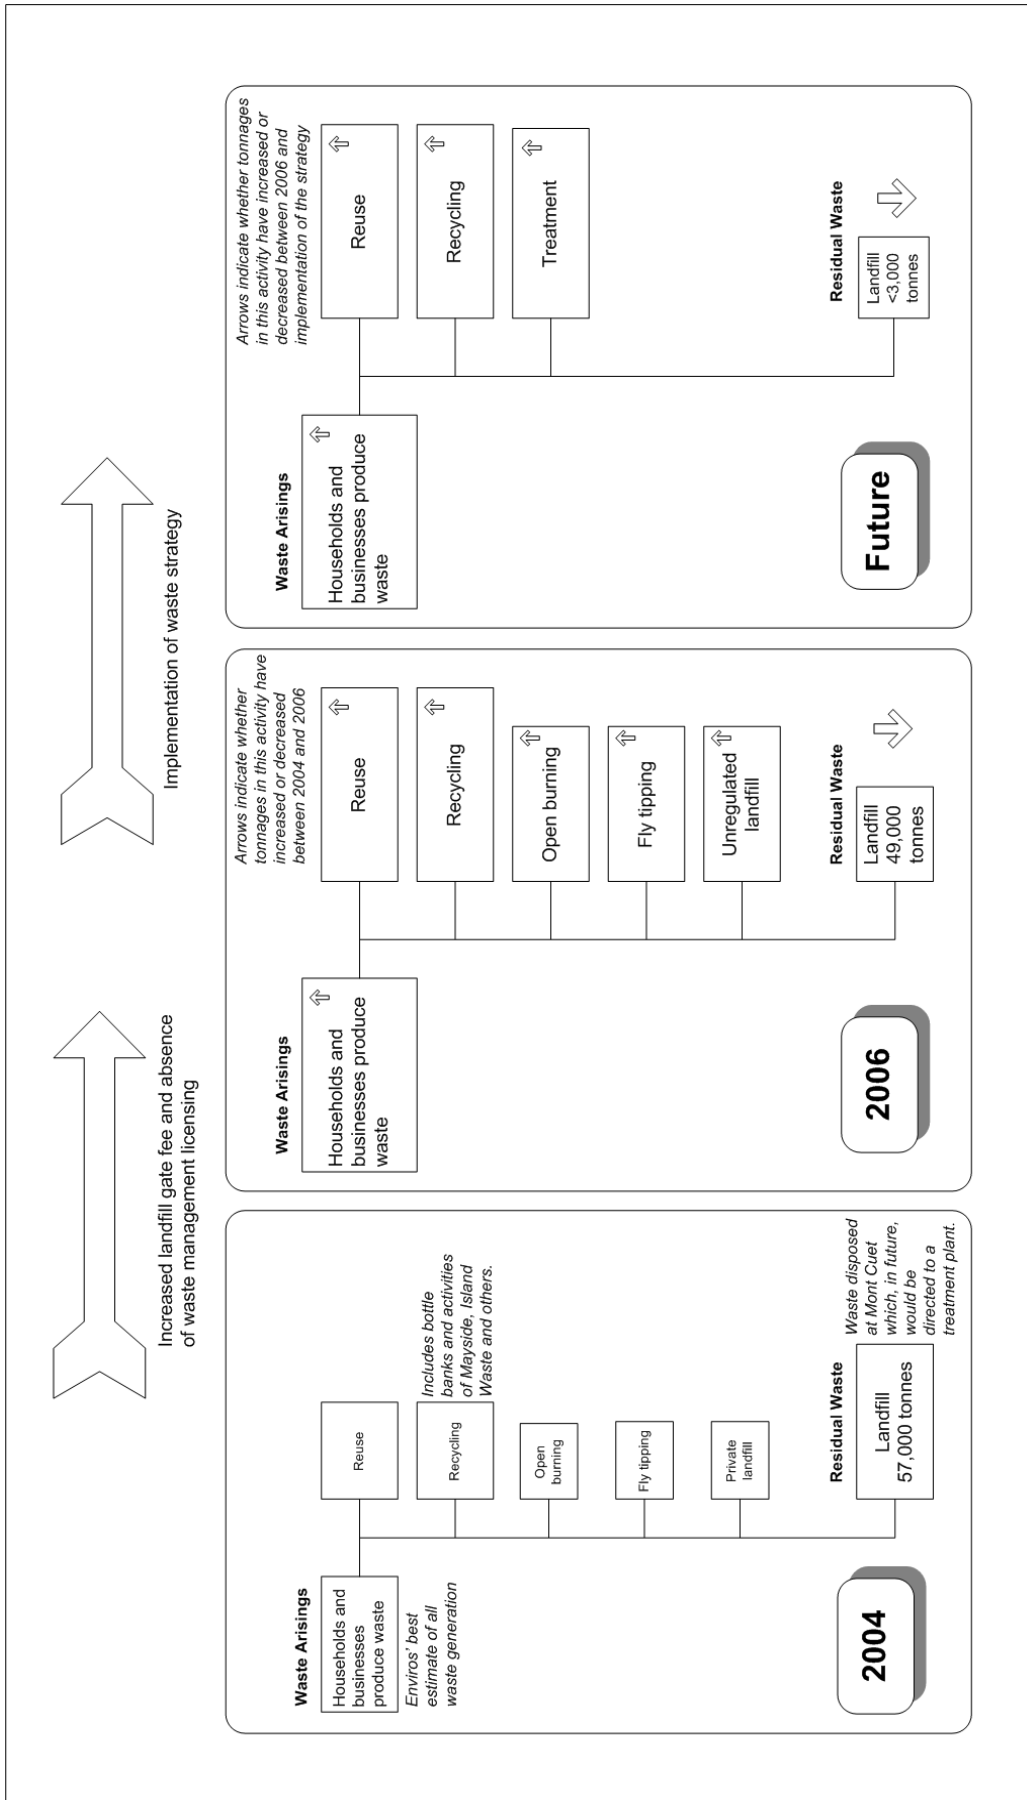 Increased landfill gate fee and absence
of waste management licensing
Implementation of waste strategy
Waste Arisings
Households and
businesses
produce waste
Enviros' best
estimate of all
waste generation
Reuse
Recycling
Includes bottle
banks and activities
of Mayside, Island
Waste and others.
Open
burning
Fly tipping
Private
landfill
Residual Waste
Landfill
57,000 tonnes
Waste disposed
at Mont Cuet
which, in future,
would be
directed to a
treatment plant.
2004
Arrows indicate whether
tonnages in this activity have
increased or decreased
between 2004 and 2006
Waste Arisings
Households and
businesses produce
waste
Reuse
Recycling
Open burning
Fly tipping
Unregulated
landfill
Residual Waste
Landfill
49,000
tonnes
2006
Arrows indicate whether tonnages
in this activity have increased or
decreased between 2006 and
implementation of the strategy
Waste Arisings
Households and
businesses produce
waste
Reuse
Recycling
Treatment
Residual Waste
Landfill
<3,000
tonnes
Future